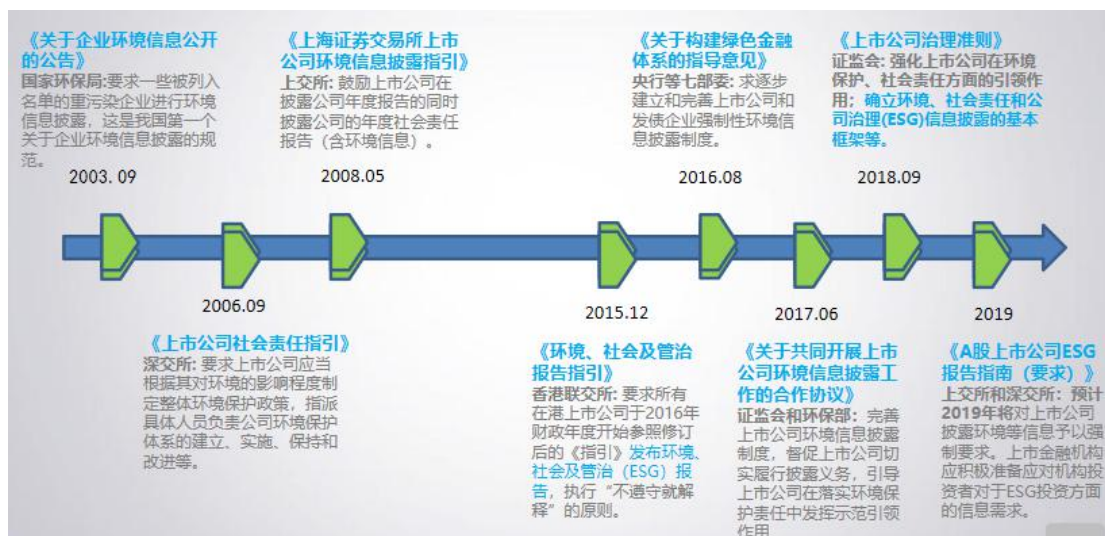 《关于企业环境信息公开
的公告》
国家环保局:要求一些被列入
名单的重污染企业进行环境
信息披露，这是我国第一个
关于企业环境信息披露的规
范。
2003. 09
《上海证券交易所上市
公司环境信息披露指引》
上交所: 鼓励上市公司在
披露公司年度报告的同时
披露公司的年度社会责任
报告（含环境信息）。
2008.05
《关于构建绿色金融
体系的指导意见》
央行等七部委: 求逐步
建立和完善上市公司和
发债企业强制性环境信
息披露制度。
2016.08
《上市公司治理准则》
证监会: 强化上市公司在环境
保护、社会责任方面的引领作
用；确立环境、社会责任和公
司治理(ESG)信息披露的基本
框架等。
2018.09
2006.09
《上市公司社会责任指引》
深交所: 要求上市公司应当
根据其对环境的影响程度制
定整体环境保护政策，指派
具体人员负责公司环境保护
体系的建立、实施、保持和
改进等。
2015.12
《环境、社会及管治
报告指引》
香港联交所: 要求所有
在港上市公司于2016年
财政年度开始参照修订
后的《指引》发布环境、
社会及管治（ESG）报
告，执行“不遵守就解
释”的原则。
2017.06
《关于共同开展上市
公司环境信息披露工
作的合作协议》
证监会和环保部：完善
上市公司环境信息披露
制度，督促上市公司切
实履行披露义务，引导
上市公司在落实环境保
护责任中发挥示范引领
作用
2019
《A股上市公司ESG
报告指南（要求）》
上交所和深交所：预计
2019年将对上市公司
披露环境等信息予以强
制要求。上市金融机构
应积极准备应对机构投
资者对于ESG投资方面
的信息需求。